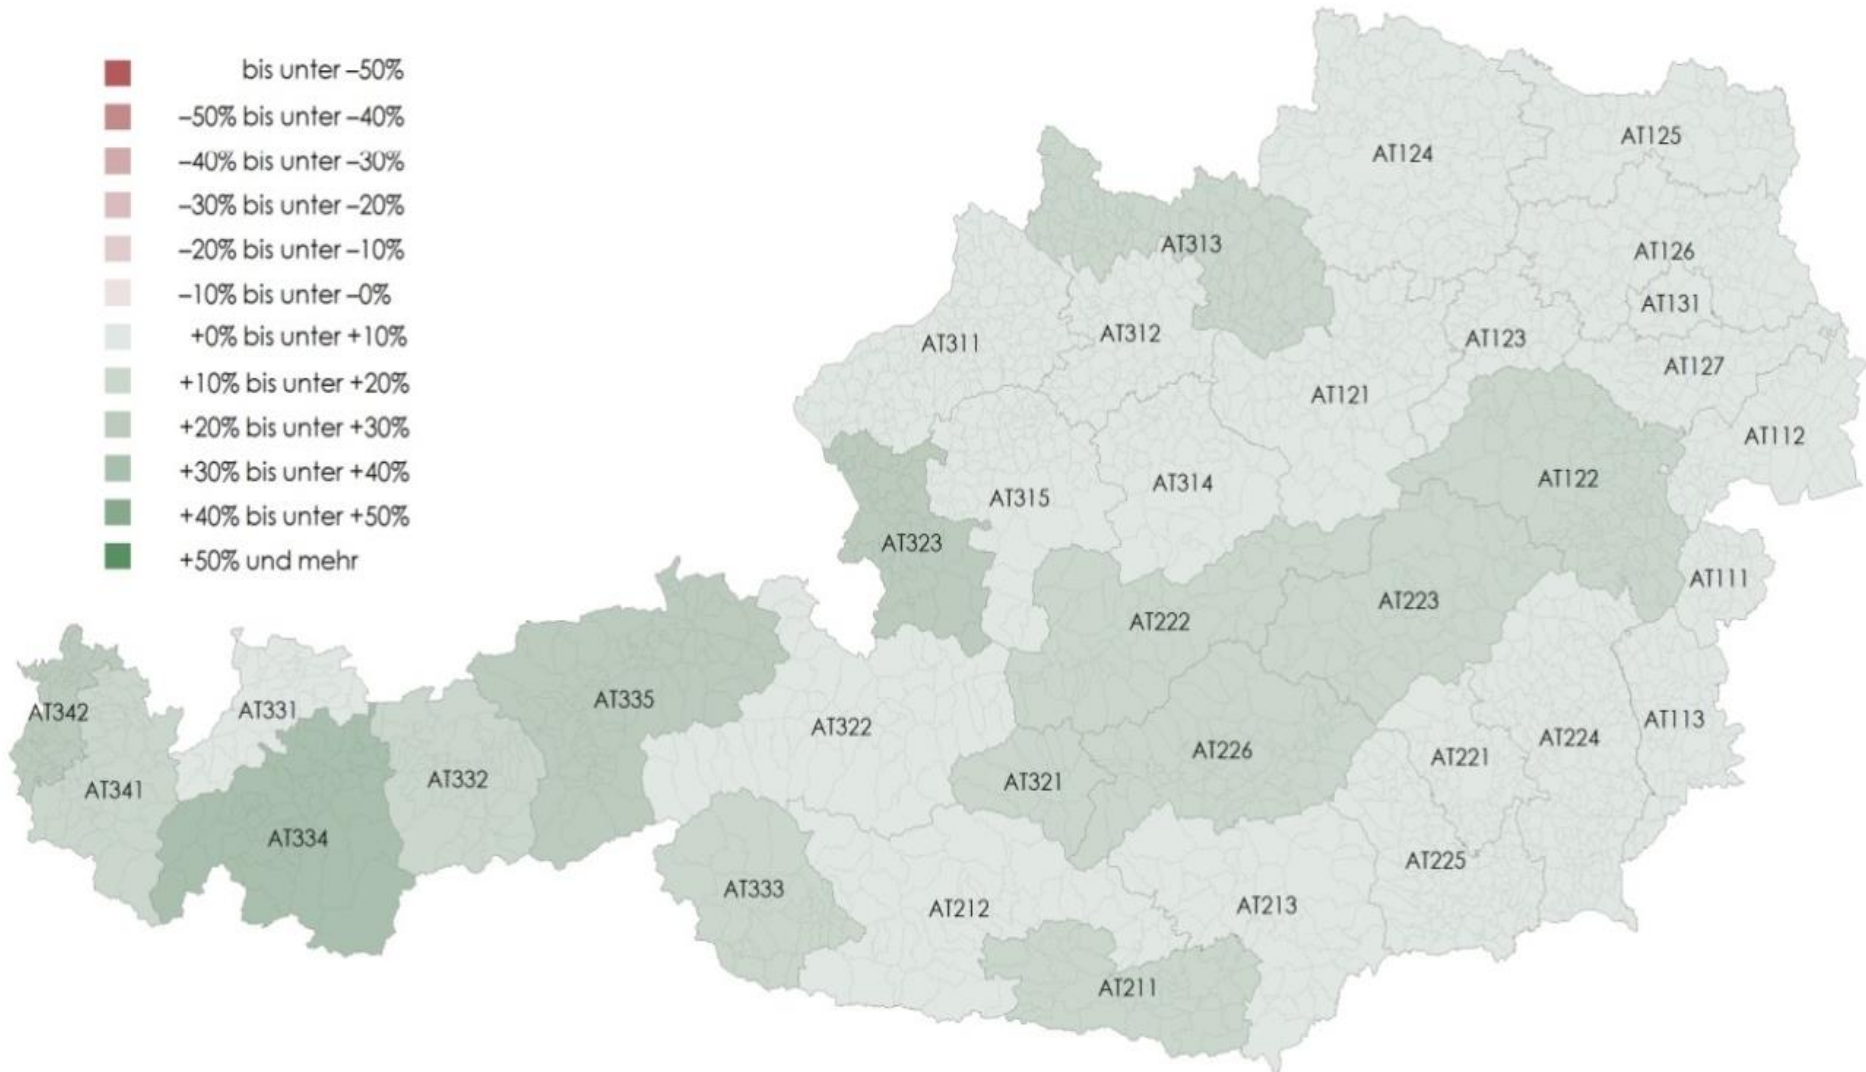 bis unter –50%
–50% bis unter –40%
–40% bis unter –30%
–30% bis unter –20%
–20% bis unter –10%
–10% bis unter –0%
+0% bis unter +10%
+10% bis unter +20%
+20% bis unter +30%
+30% bis unter +40%
+40% bis unter +50%
+50% und mehr
AT124
AT125
AT313
AT126
AT131
AT311
AT312
AT123
AT127
AT121
AT112
AT315
AT314
AT122
AT323
AT111
AT222
AT223
AT342
AT331
AT335
AT322
AT226
AT221
AT224
AT113
AT341
AT332
AT321
AT334
AT333
AT225
AT212
AT213
AT211